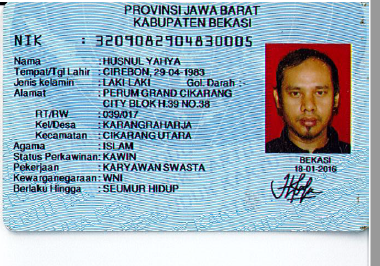 PROVINSI JAWA BARAT
KABUPATEN BEKASI
NIK : 3209082904830005
Nama : HUSNUL YAHYA
Tempat/Tgl Lahir : CIREBON, 29-04-1983
Jenis kelamin : LAKI-LAKI Gol. Darah :-
Alamat : PERUM GRAND CIKARANG
CITY BLOK H.39 NO.38
RT/RW : 039/017
Kel/Desa : KARANGRAHARJA
Kecamatan : CIKARANG UTARA
Agama : ISLAM
Status Perkawinan: KAWIN
Pekerjaan : KARYAWAN SWASTA
Kewarganegaraan: WNI
Berlaku Hingga : SEUMUR HIDUP
BEKASI
18-01-2016